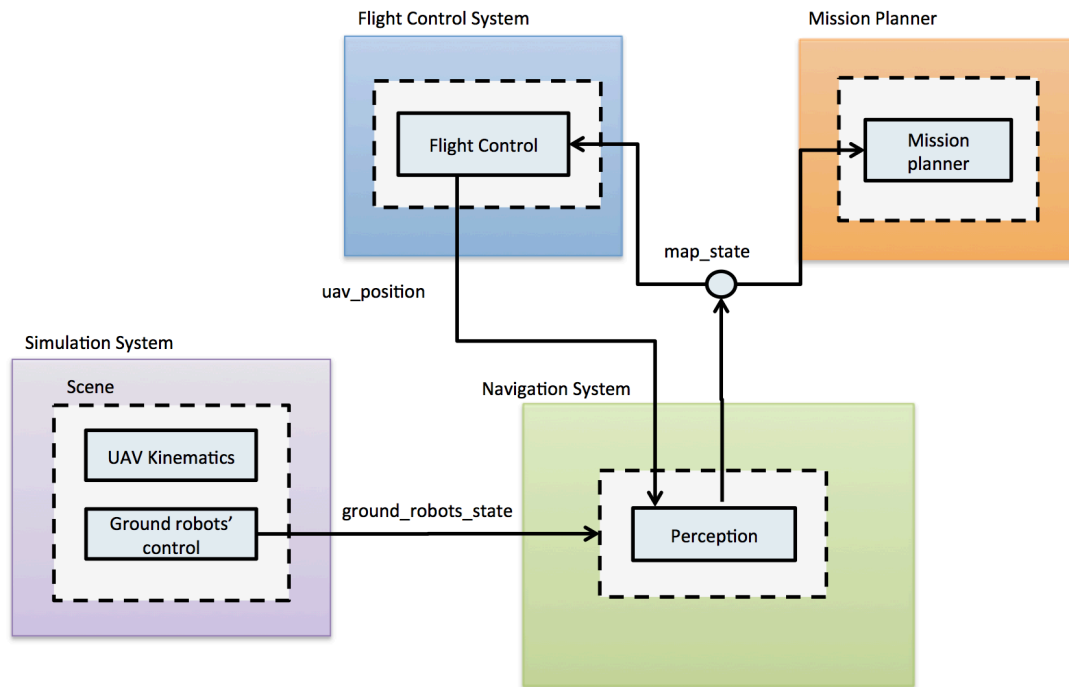 Flight Control System
Mission Planner
Flight Control
Mission
planner
map_state
uav_position
Simulation System
Scene
Navigation System
UAV Kinematics
ground_robots_state
Ground robots'
control
Perception